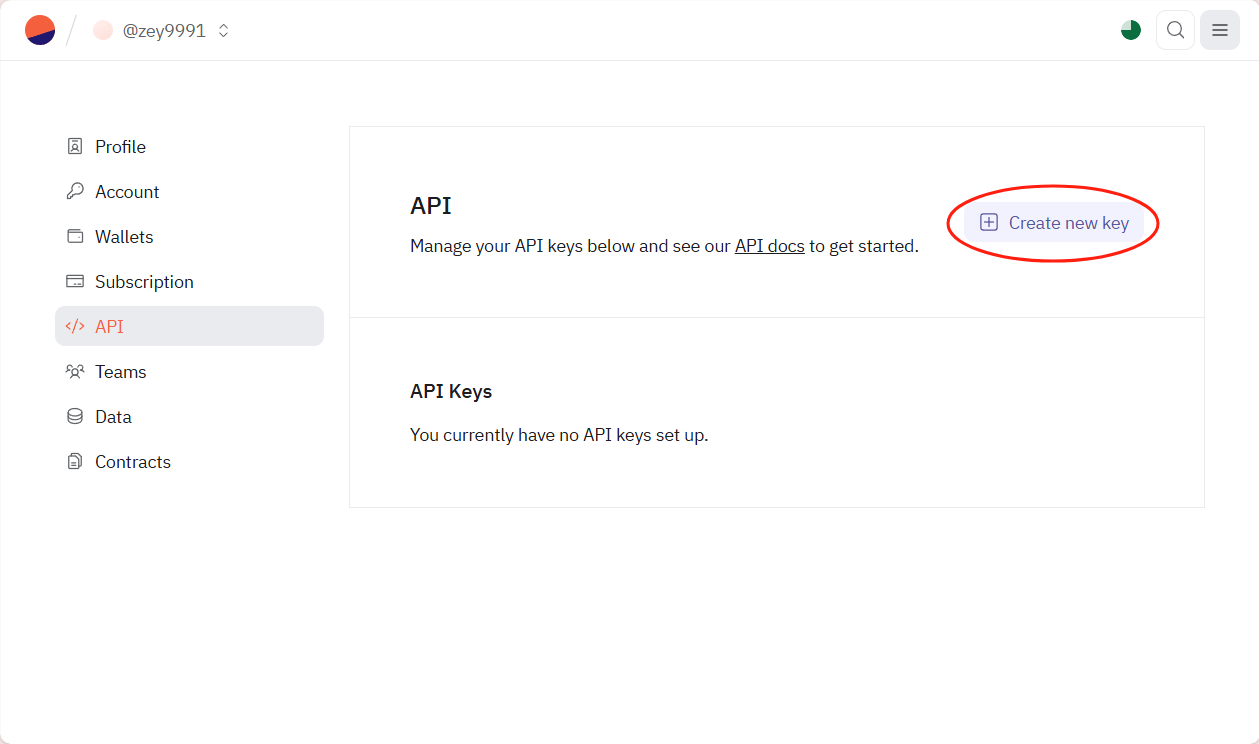 @zey9991
Profile
Account
Wallets
Subscription
API
Teams
Data
Contracts
API
Manage your API keys below and see our API docs to get started.
Create new key
API Keys
You currently have no API keys set up.